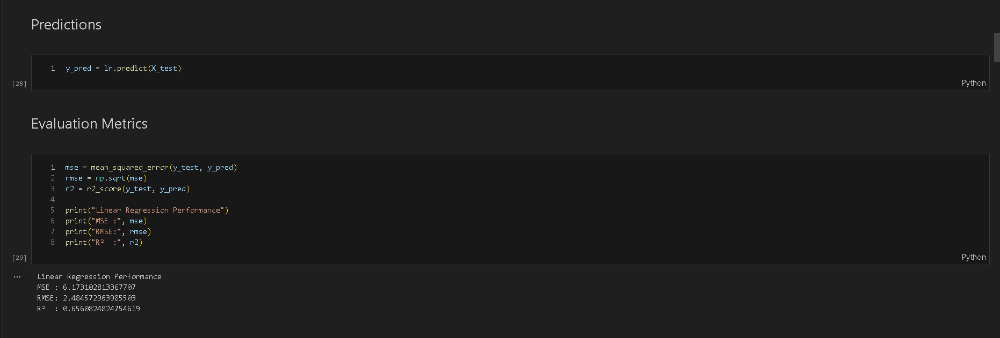 Predictions
1 y_pred = lr.predict(X_test)
[28]
Python
Evaluation Metrics
1 mse = mean_squared_error(y_test, y_pred)
2 rmse = np.sqrt(mse)
3 r2 = r2_score(y_test, y_pred)
4
5 print("Linear Regression Performance")
6 print("MSE :", mse)
7 print("RMSE:", rmse)
8 print("R²  :", r2)
[29]
Python
... Linear Regression Performance
MSE : 6.173102813367707
RMSE: 2.484572963985503
R²  : 0.6560824824754619